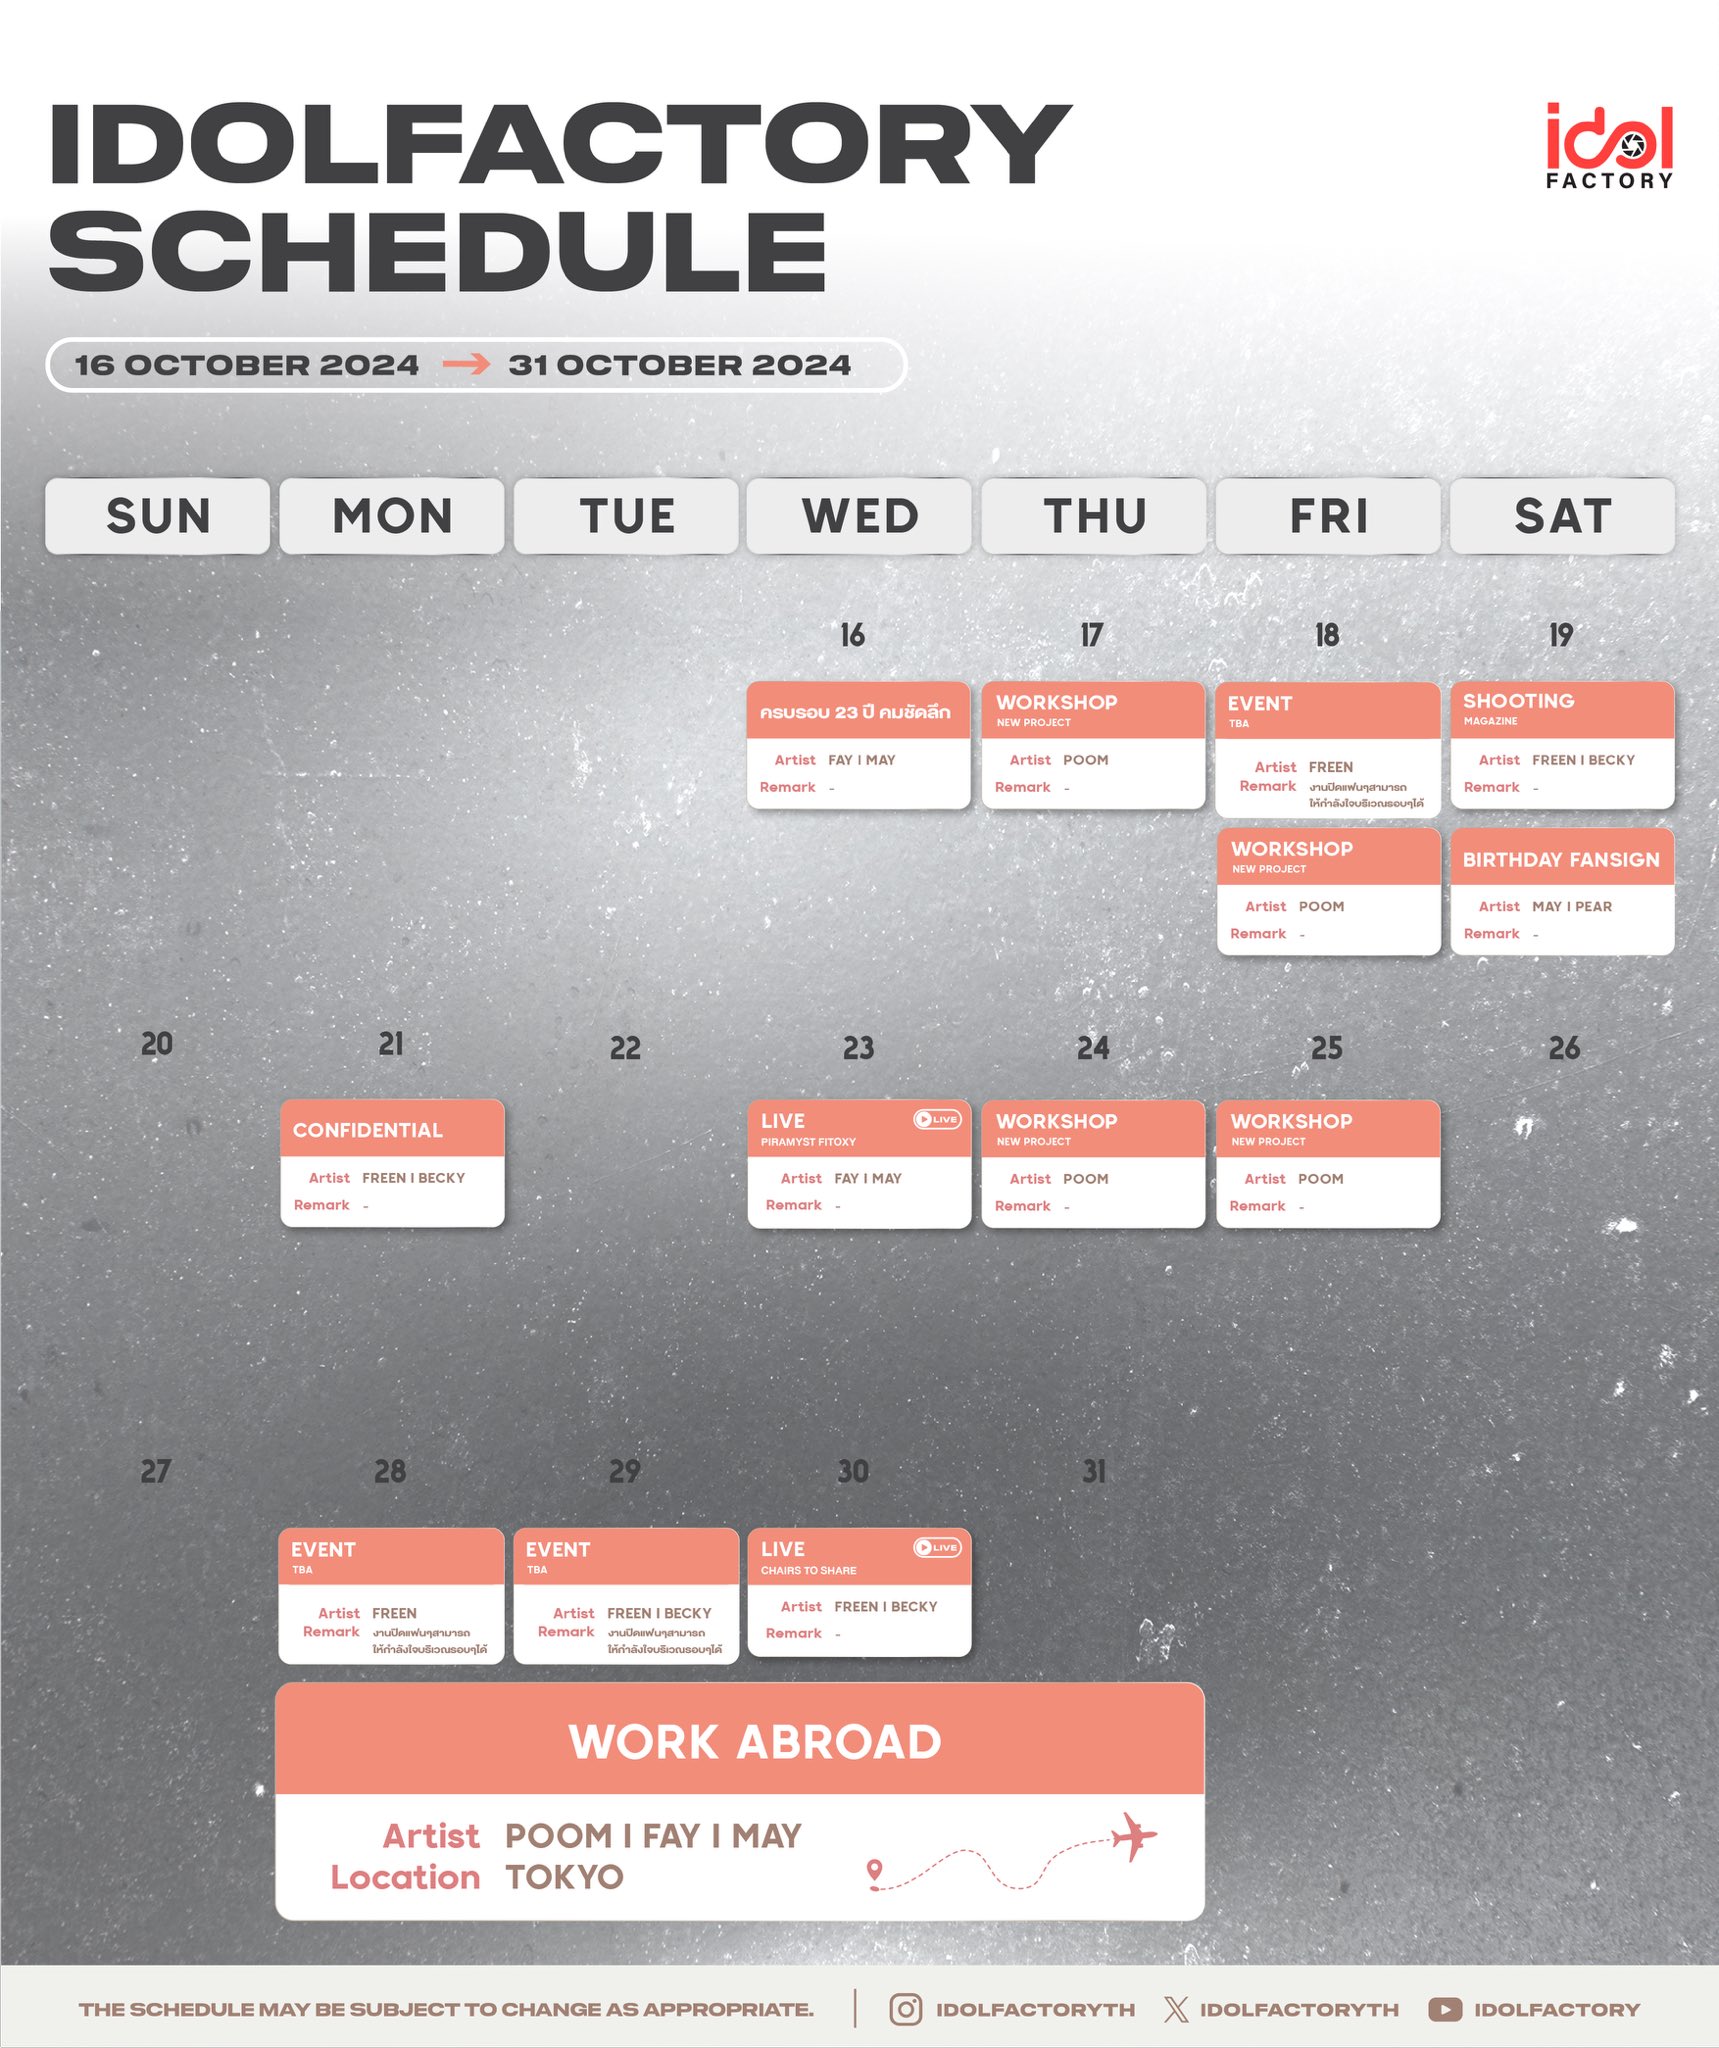 IDOLFACTORY
SCHEDULE
idol
FACTORY
16 OCTOBER 2024 → 31 OCTOBER 2024
SUN MON TUE WED THU FRI SAT
16 17 18 19
ครบรอบ 23 ปี คมชัดลึก
Artist FAY I MAY
Remark -
WORKSHOP
NEW PROJECT
Artist POOM
Remark -
EVENT
TBA
Artist FREEN
Remark งานปิดแฟนๆสามารถ
ให้กำลังใจบริเวณรอบๆได้
WORKSHOP
NEW PROJECT
Artist POOM
Remark -
SHOOTING
MAGAZINE
Artist FREEN I BECKY
Remark -
BIRTHDAY FANSIGN
Artist MAY I PEAR
Remark -
20 21 22 23 24 25 26
CONFIDENTIAL
Artist FREEN I BECKY
Remark -
LIVE
LIVE
PIRAMYST FITOXY
Artist FAY I MAY
Remark -
WORKSHOP
NEW PROJECT
Artist POOM
Remark -
WORKSHOP
NEW PROJECT
Artist POOM
Remark -
27 28 29 30 31
EVENT
TBA
Artist FREEN
Remark งานปิดแฟนๆสามารถ
ให้กำลังใจบริเวณรอบๆได้
EVENT
TBA
Artist FREEN I BECKY
Remark งานปิดแฟนๆสามารถ
ให้กำลังใจบริเวณรอบๆได้
LIVE
LIVE
CHAIRS TO SHARE
Artist FREEN I BECKY
Remark -
WORK ABROAD
Artist POOM I FAY I MAY
Location TOKYO
THE SCHEDULE MAY BE SUBJECT TO CHANGE AS APPROPRIATE. IDOLFACTORYTH IDOLFACTORYTH IDOLFACTORY